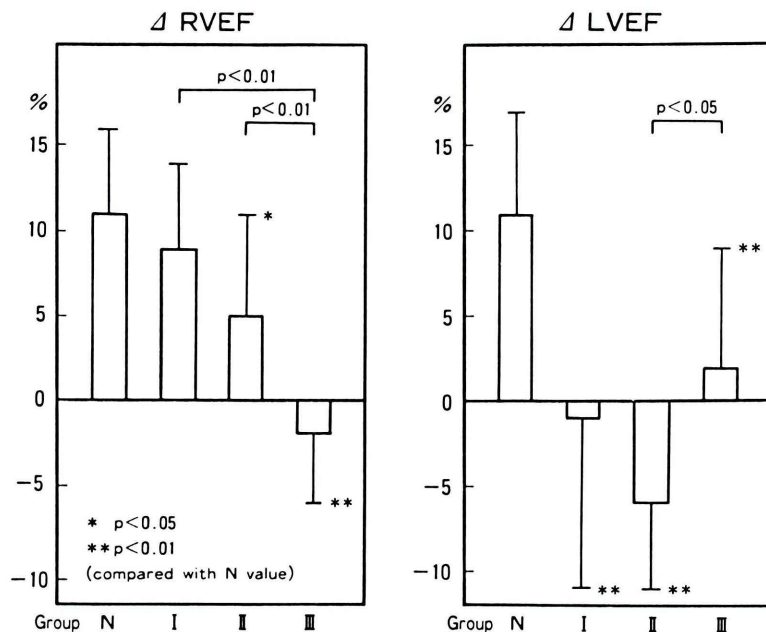 Δ RVEF
%
p<0.01
p<0.01
15
10
*
5
0
−5
**
* p<0.05
** p<0.01
(compared with N value)
−10
Group N I II III
Δ LVEF
%
p<0.05
15
10
**
5
0
−5
−10
**
**
Group N I II III